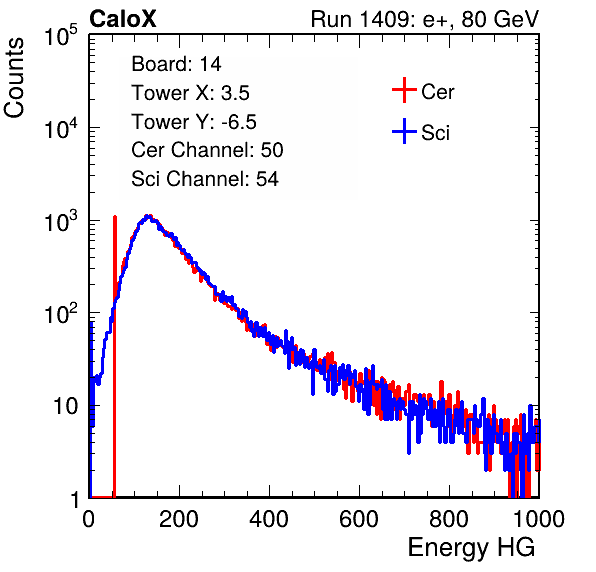 CaloX Run 1409: e+, 80 GeV
Counts
Board: 14
Tower X: 3.5
Tower Y: -6.5
Cer Channel: 50
Sci Channel: 54
Cer
Sci
10^5
10^4
10^3
10^2
10
1
0 200 400 600 800 1000
Energy HG